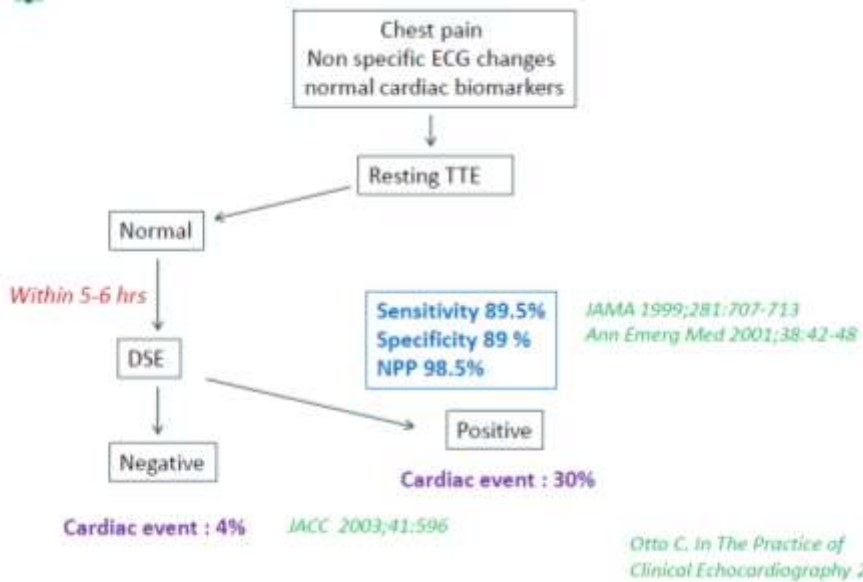 Chest pain
Non specific ECG changes
normal cardiac biomarkers
Resting TTE
Normal
Within 5-6 hrs
Sensitivity 89.5%
Specificity 89 %
NPP 98.5%
JAMA 1999;281:707-713
Ann Emerg Med 2001;38:42-48
DSE
Positive
Negative
Cardiac event : 30%
Cardiac event : 4%
JACC 2003;41:596
Otto C. In The Practice of
Clinical Echocardiography